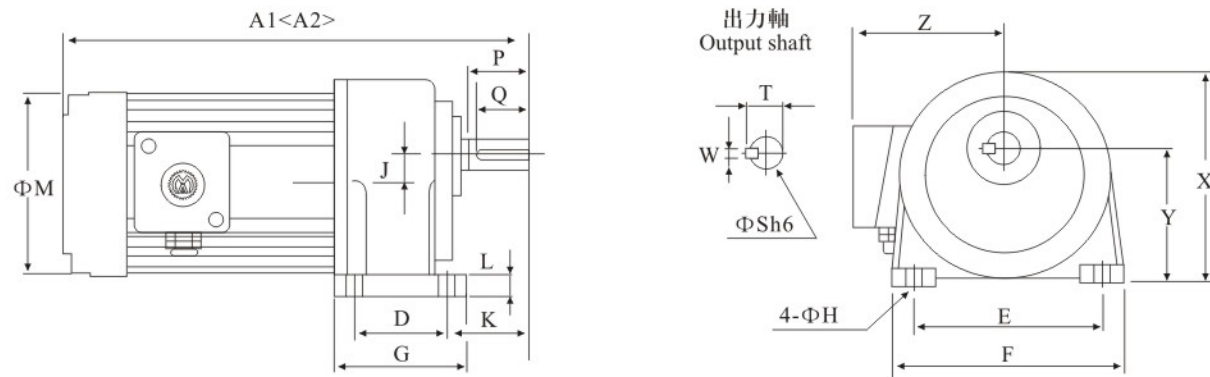 A1<A2>
P
Q
J
ΦM
L
D
K
G
出力軸
Output shaft
T
W
ΦSh6
Z
X
Y
4-ΦH
E
F